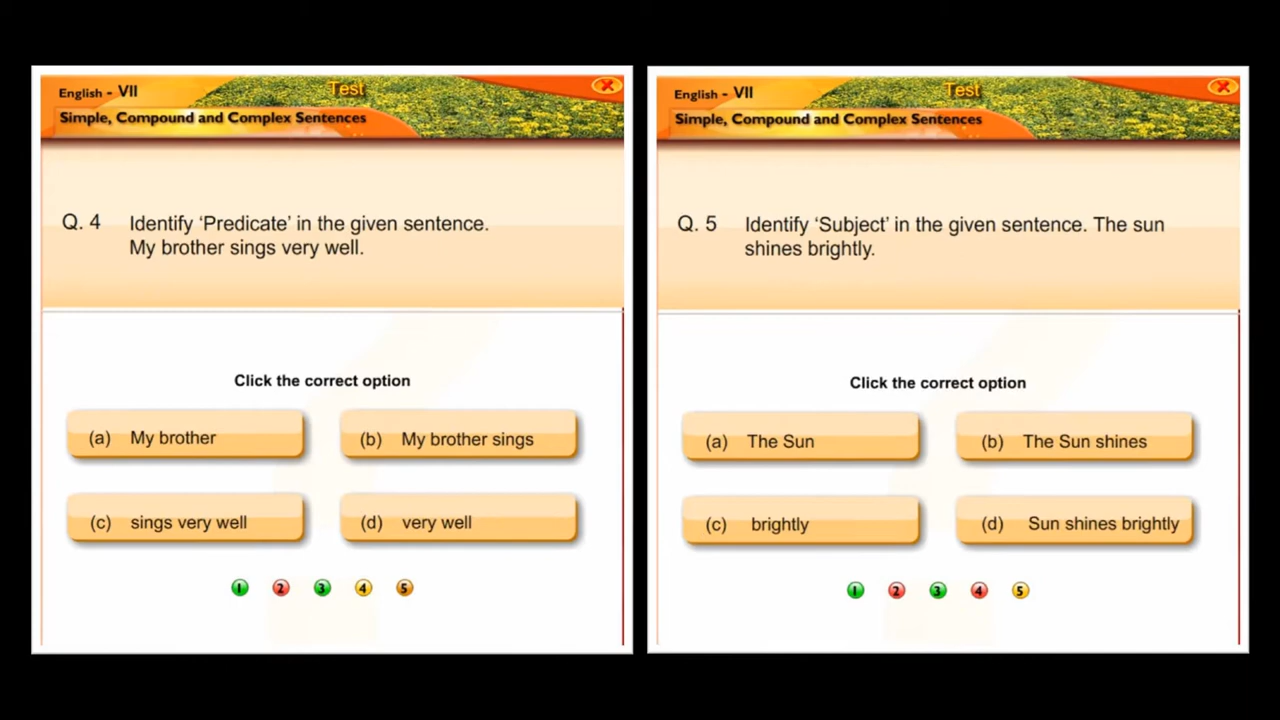 English - VII
Test
Simple, Compound and Complex Sentences
Q. 4 Identify ‘Predicate’ in the given sentence.
My brother sings very well.
Click the correct option
(a) My brother
(b) My brother sings
(c) sings very well
(d) very well
1 2 3 4 5
English - VII
Test
Simple, Compound and Complex Sentences
Q. 5 Identify ‘Subject’ in the given sentence. The sun
shines brightly.
Click the correct option
(a) The Sun
(b) The Sun shines
(c) brightly
(d) Sun shines brightly
1 2 3 4 5